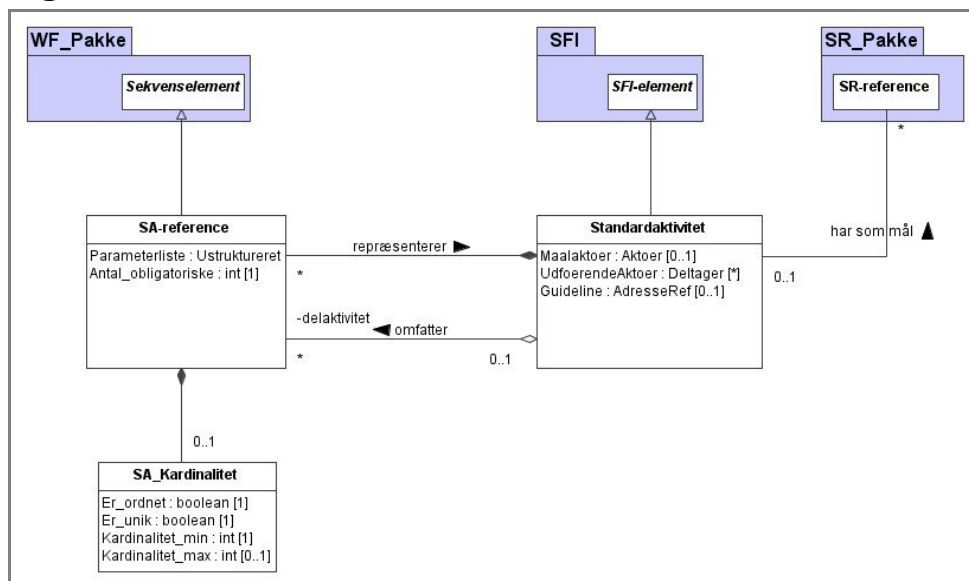 WF_Pakke
SFI
SR_Pakke
Sekvenselement
SFI-element
SR-reference
*
SA-reference
Parameterliste : Ustruktureret
Antal_obligatoriske : int [1]
repræsenterer
*
-delaktivitet
omfatter
*
0..1
Standardaktivitet
Maalaktoer : Aktoer [0..1]
UdfoerendeAktoer : Deltager [*]
Guideline : AdresseRef [0..1]
har som mål
0..1
0..1
SA_Kardinalitet
Er_ordnet : boolean [1]
Er_unik : boolean [1]
Kardinalitet_min : int [1]
Kardinalitet_max : int [0..1]